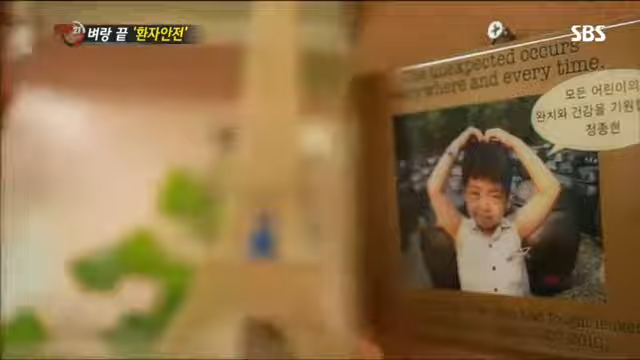 21
벼랑 끝 '환자안전'
SBS
The unexpected occurs
and every time.
모든 어린이의
완치와 건강을 기원
정종현